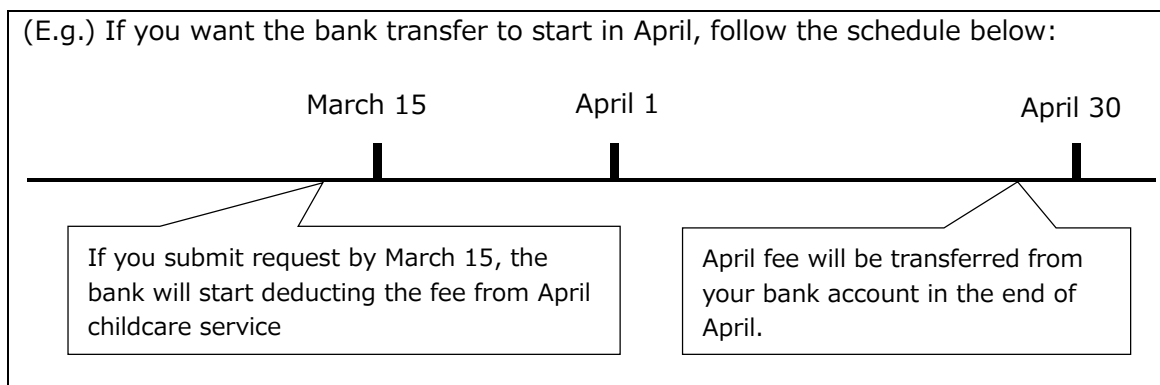 (E.g.) If you want the bank transfer to start in April, follow the schedule below:
March 15
April 1
April 30
If you submit request by March 15, the
bank will start deducting the fee from April
childcare service
April fee will be transferred from
your bank account in the end of
April.